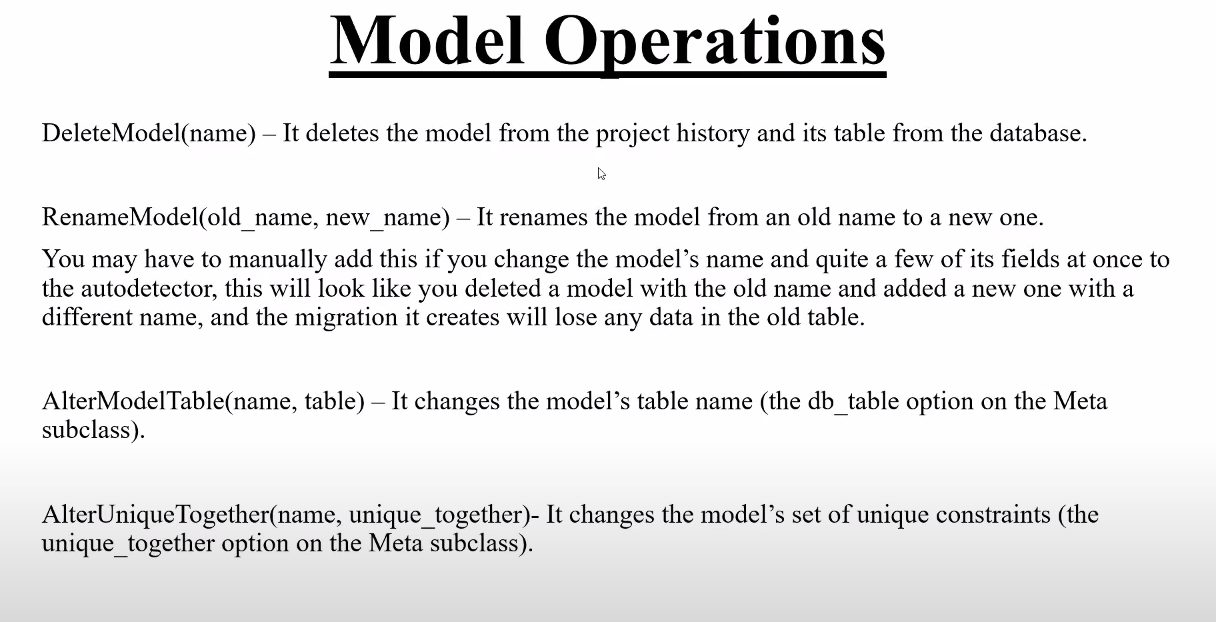 Model Operations
DeleteModel(name) – It deletes the model from the project history and its table from the database.
RenameModel(old_name, new_name) – It renames the model from an old name to a new one.
You may have to manually add this if you change the model’s name and quite a few of its fields at once to
the autodetector, this will look like you deleted a model with the old name and added a new one with a
different name, and the migration it creates will lose any data in the old table.
AlterModelTable(name, table) – It changes the model’s table name (the db_table option on the Meta
subclass).
AlterUniqueTogether(name, unique_together)- It changes the model’s set of unique constraints (the
unique_together option on the Meta subclass).